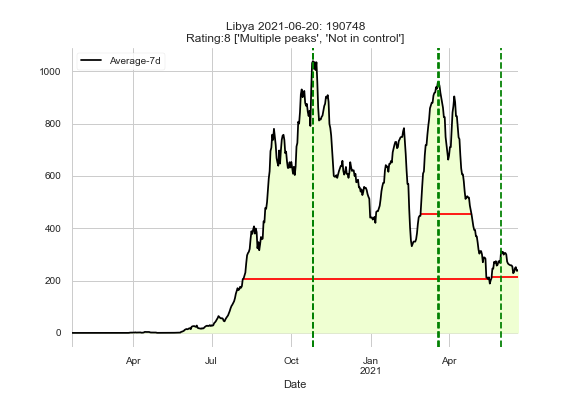 Libya 2021-06-20: 190748
Rating:8 ['Multiple peaks', 'Not in control']
Average-7d
1000
800
600
400
200
0
Apr
Jul
Oct
Jan
2021
Apr
Date